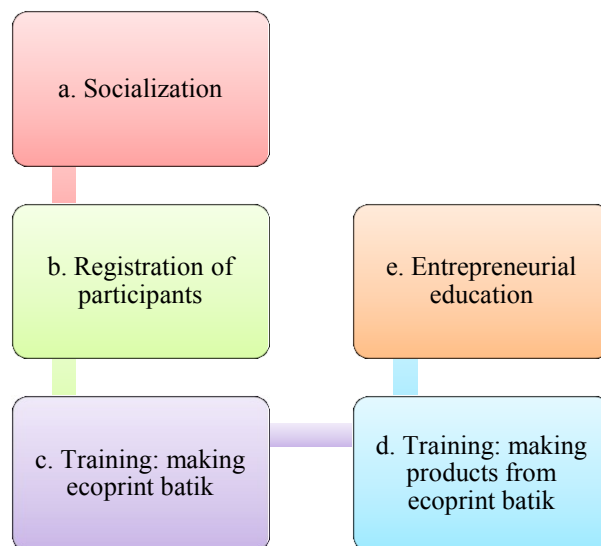 a. Socialization
b. Registration of
participants
c. Training: making
ecoprint batik
d. Training: making
products from
ecoprint batik
e. Entrepreneurial
education